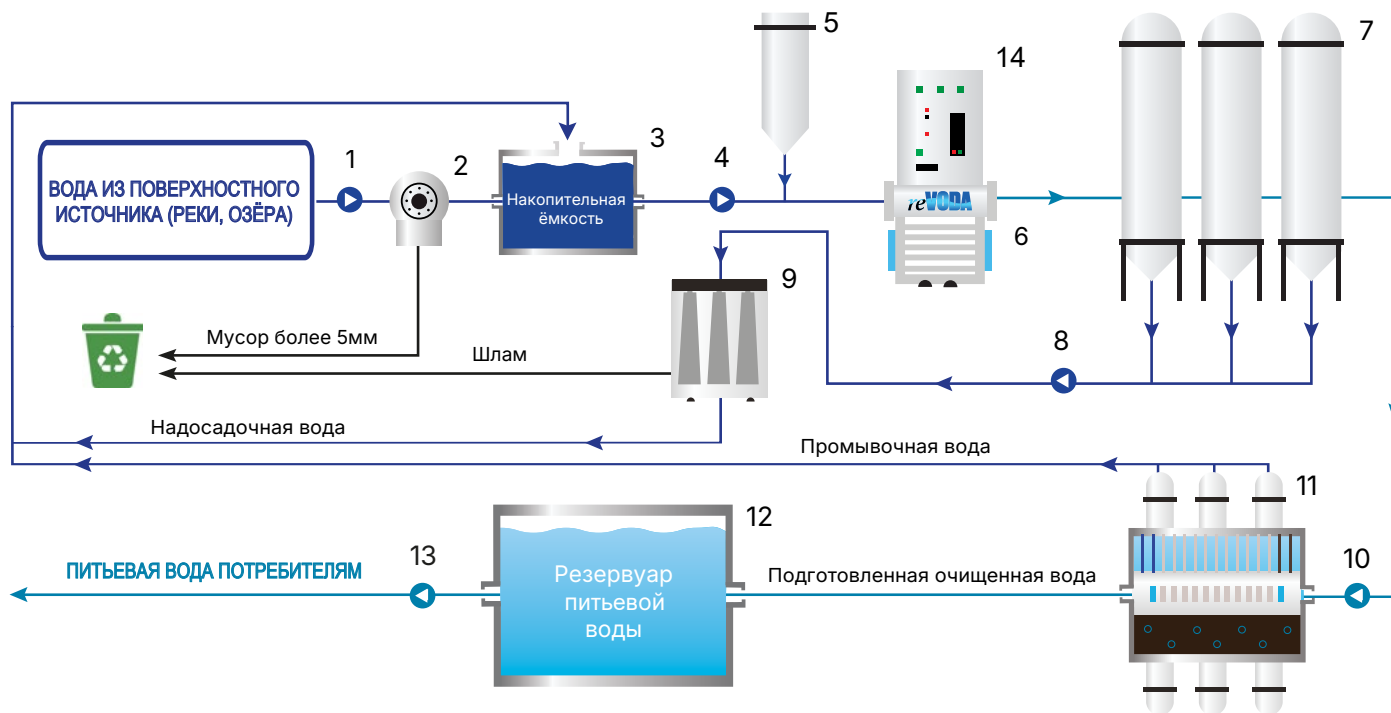 5
7
14
1
2
3
4
ВОДА ИЗ ПОВЕРХНОСТНОГО
ИСТОЧНИКА (РЕКИ, ОЗЁРА)
Накопительная
ёмкость
reVODA
6
9
Мусор более 5мм
Шлам
8
Надосадочная вода
Промывочная вода
11
12
13
10
ПИТЬЕВАЯ ВОДА ПОТРЕБИТЕЛЯМ
Резервуар
питьевой
воды
Подготовленная очищенная вода